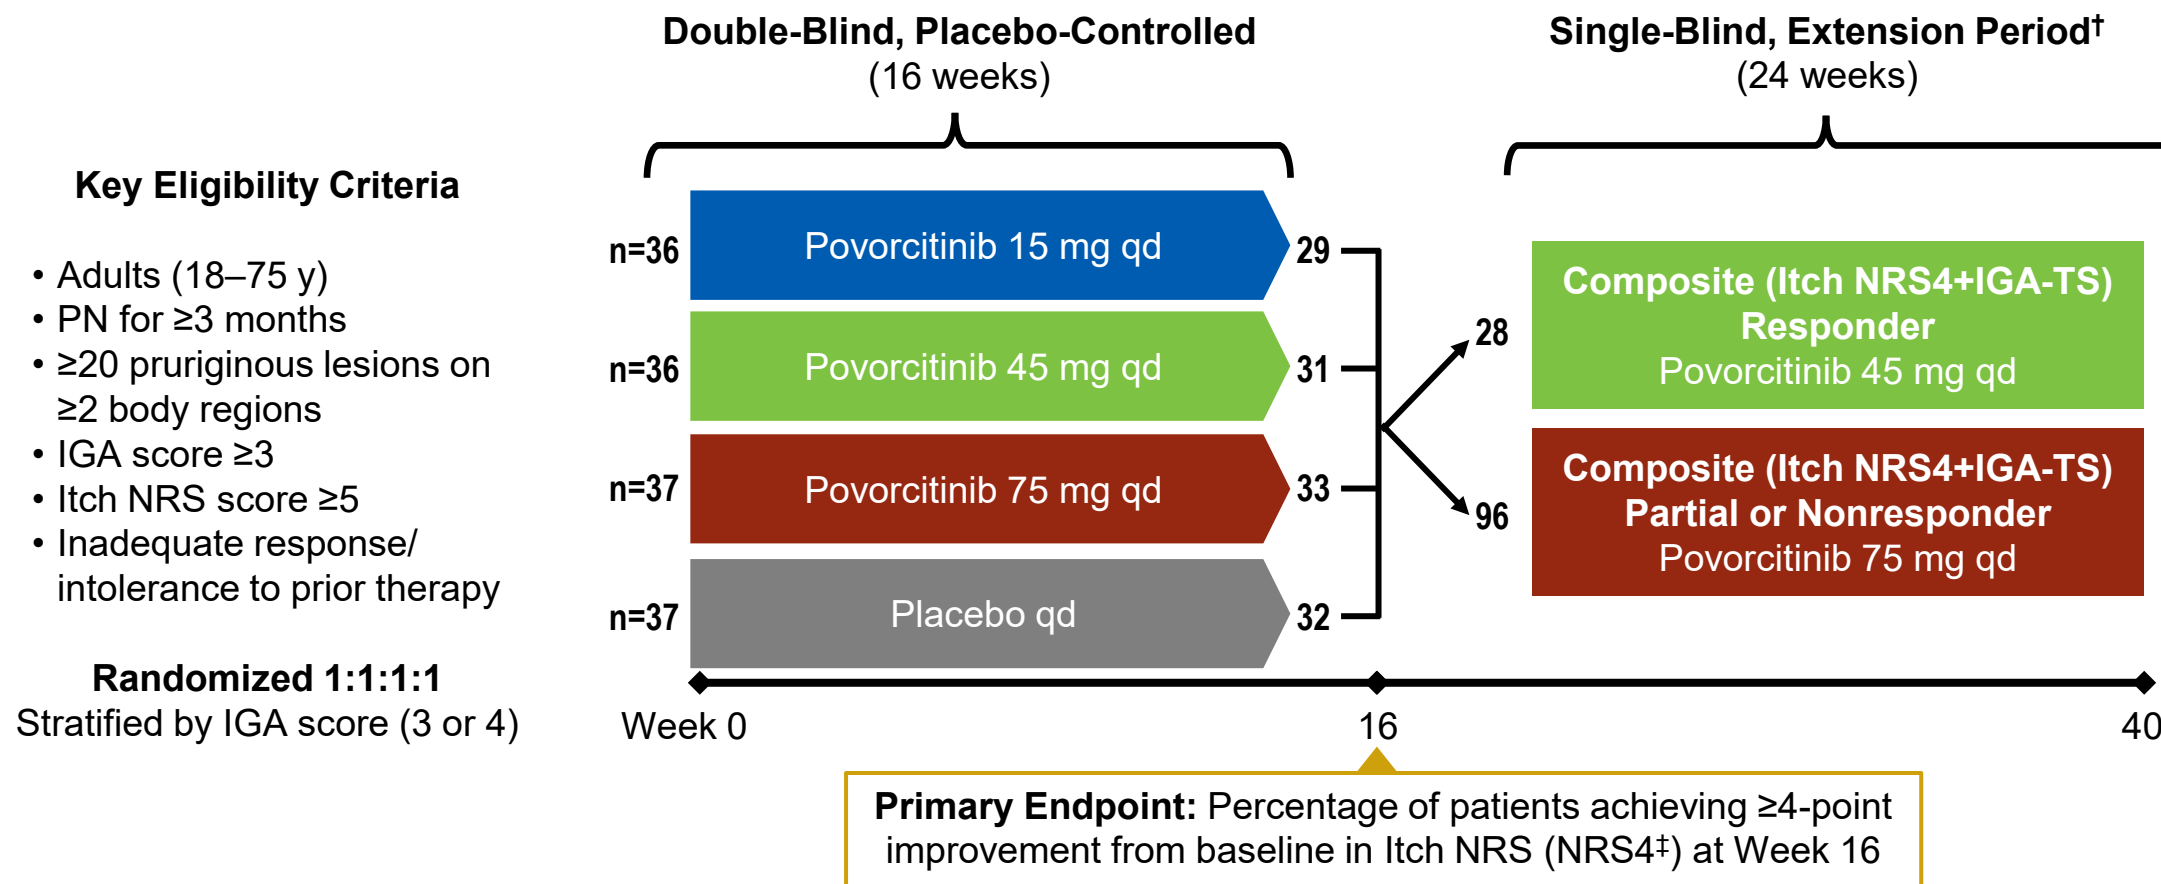 Double-Blind, Placebo-Controlled
(16 weeks)
Single-Blind, Extension Period†
(24 weeks)
Key Eligibility Criteria
• Adults (18–75 y)
• PN for ≥3 months
• ≥20 pruriginous lesions on
≥2 body regions
• IGA score ≥3
• Itch NRS score ≥5
• Inadequate response/
intolerance to prior therapy
Randomized 1:1:1:1
Stratified by IGA score (3 or 4)
n=36
Povorcitinib 15 mg qd
29
n=36
Povorcitinib 45 mg qd
31
n=37
Povorcitinib 75 mg qd
33
n=37
Placebo qd
32
28
Composite (Itch NRS4+IGA-TS)
Responder
Povorcitinib 45 mg qd
96
Composite (Itch NRS4+IGA-TS)
Partial or Nonresponder
Povorcitinib 75 mg qd
Week 0
16
40
Primary Endpoint: Percentage of patients achieving ≥4-point
improvement from baseline in Itch NRS (NRS4‡) at Week 16